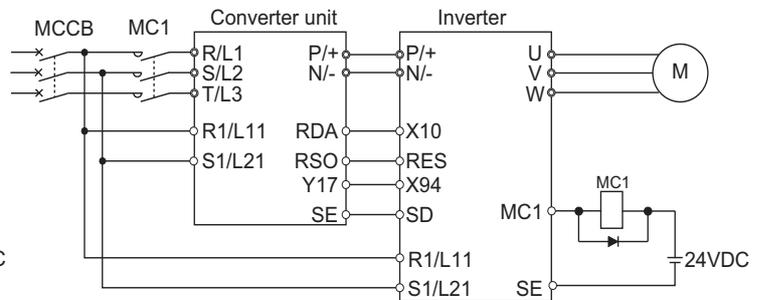 Converter unit
Inverter
MCCB
MC1
R/L1
P/+
P/+
U
S/L2
N/-
N/-
V
M
T/L3
W
R1/L11
RDA
X10
S1/L21
RSO
RES
Y17
X94
MC1
SE
SD
MC1
C
R1/L11
24VDC
S1/L21
SE